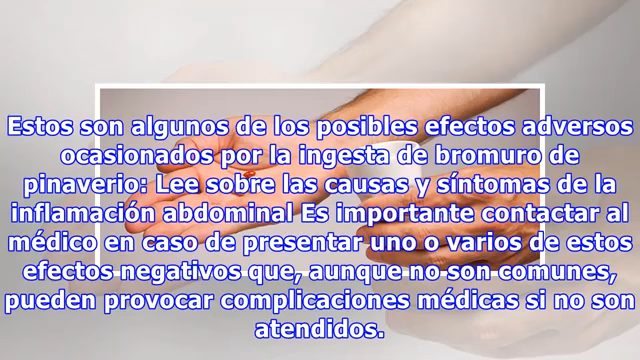 Estos son algunos de los posibles efectos adversos
ocasionados por la ingesta de bromuro de
pinaverio: Lee sobre las causas y síntomas de la
inflamación abdominal Es importante contactar al
médico en caso de presentar uno o varios de estos
efectos negativos que, aunque no son comunes,
pueden provocar complicaciones médicas si no son
atendidos.